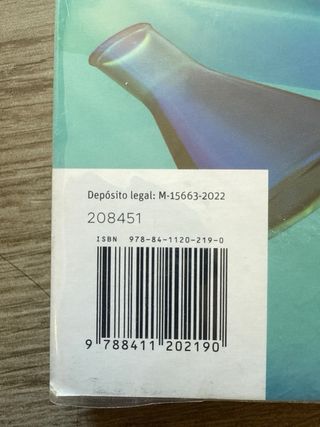 Depósito legal: M-15663-2022
208451
ISBN 978-84-1120-219-0
9 788411 202190